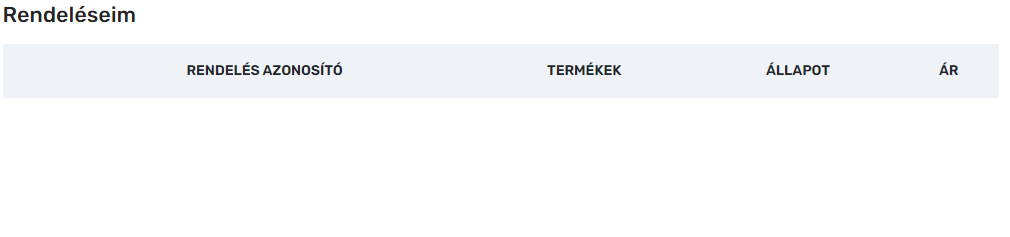 Rendeléseim
RENDELÉS AZONOSÍTÓ TERMÉKEK ÁLLAPOT ÁR